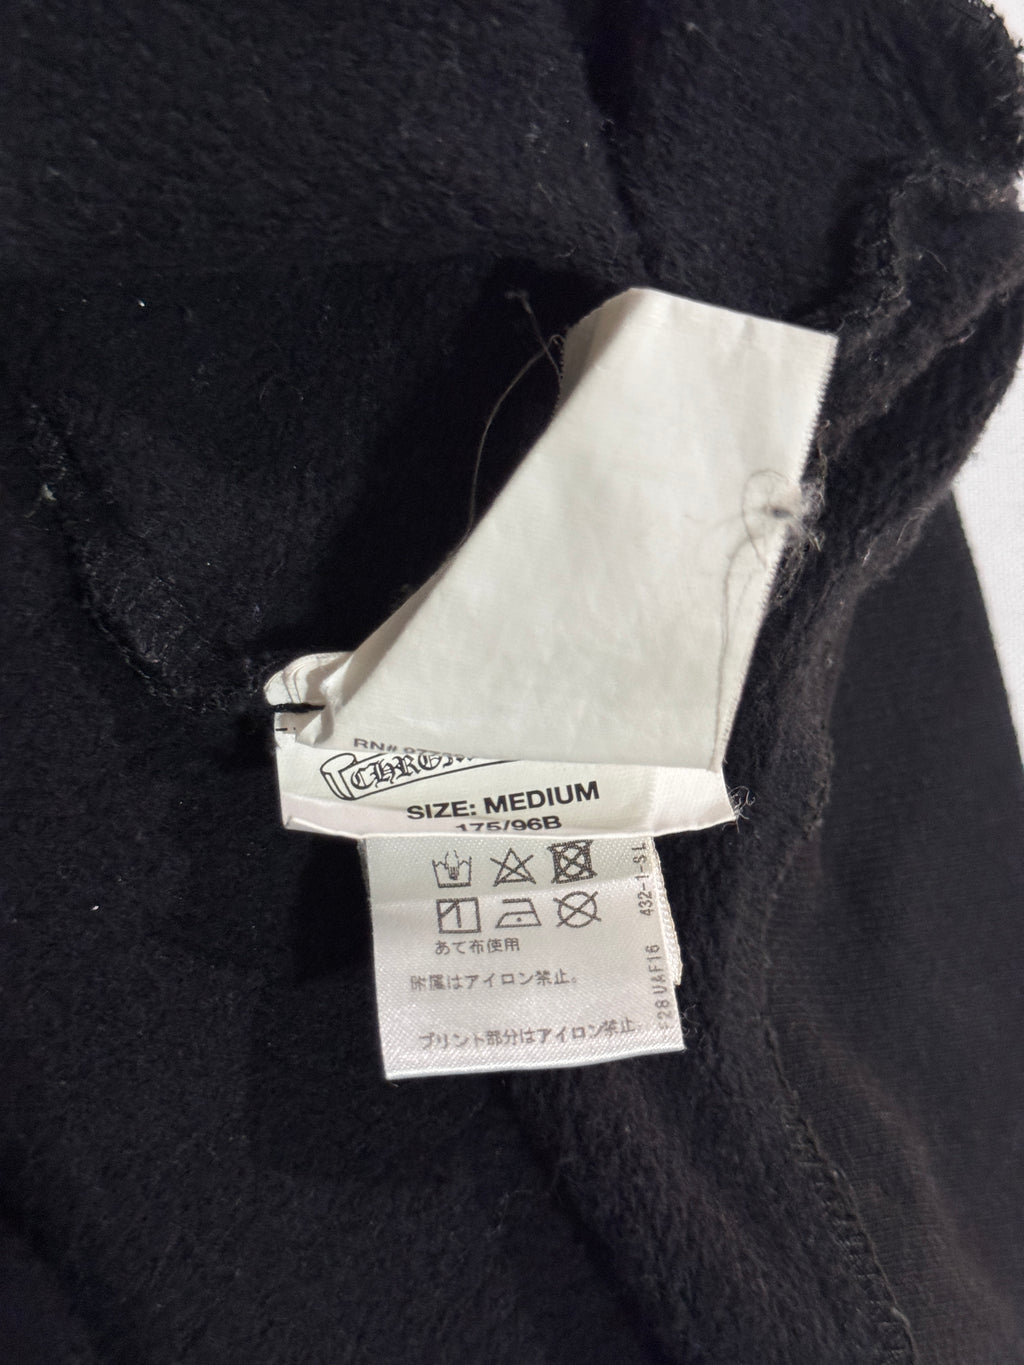 RN#
SIZE: MEDIUM
175/96B
あて布使用
附属はアイロン禁止。
プリント部分はアイロン禁止
432-1-SL